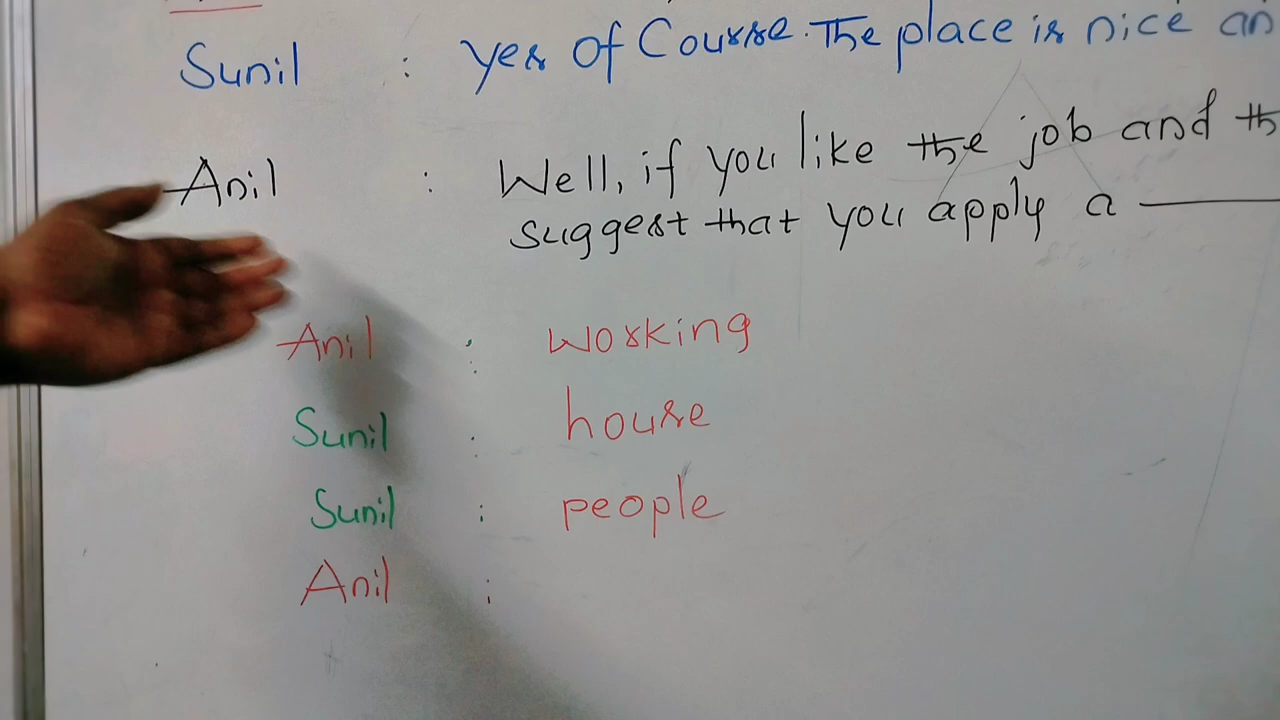 Sunil : Yes Of Course. The place is nice an
Anil : Well, if you like the job and th
suggest that you apply a
Anil : working
Sunil : house
Sunil : people
Anil :